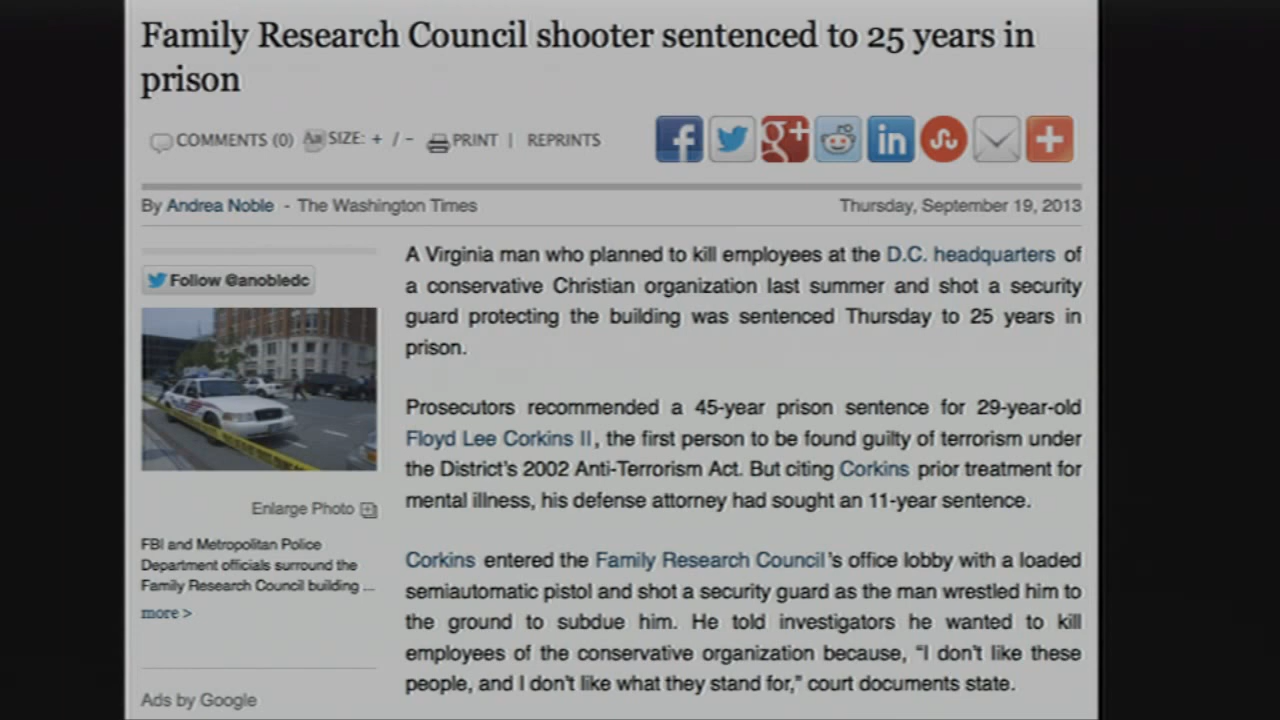 Family Research Council shooter sentenced to 25 years in
prison
COMMENTS (0) Aa SIZE: + / - PRINT | REPRINTS
f g+ in +
By Andrea Noble - The Washington Times
Thursday, September 19, 2013
Follow @anobledc
Enlarge Photo
FBI and Metropolitan Police
Department officials surround the
Family Research Council building ...
more >
Ads by Google
A Virginia man who planned to kill employees at the D.C. headquarters of
a conservative Christian organization last summer and shot a security
guard protecting the building was sentenced Thursday to 25 years in
prison.
Prosecutors recommended a 45-year prison sentence for 29-year-old
Floyd Lee Corkins II, the first person to be found guilty of terrorism under
the District's 2002 Anti-Terrorism Act. But citing Corkins prior treatment for
mental illness, his defense attorney had sought an 11-year sentence.
Corkins entered the Family Research Council's office lobby with a loaded
semiautomatic pistol and shot a security guard as the man wrestled him to
the ground to subdue him. He told investigators he wanted to kill
employees of the conservative organization because, “I don't like these
people, and I don't like what they stand for,” court documents state.